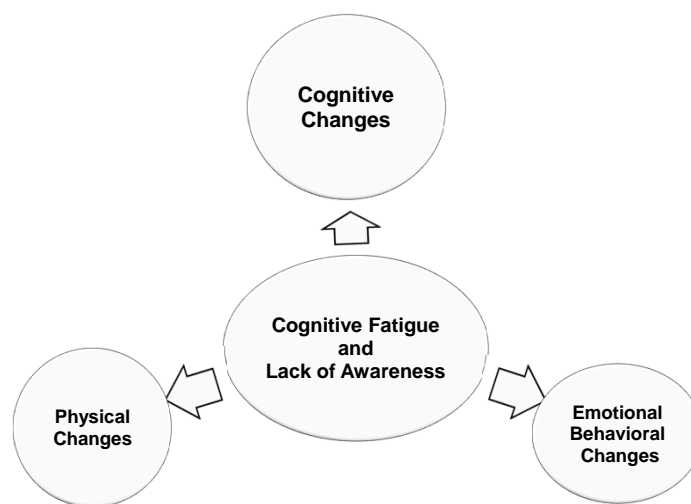 Cognitive
Changes
Cognitive Fatigue
and
Lack of Awareness
Physical
Changes
Emotional
Behavioral
Changes